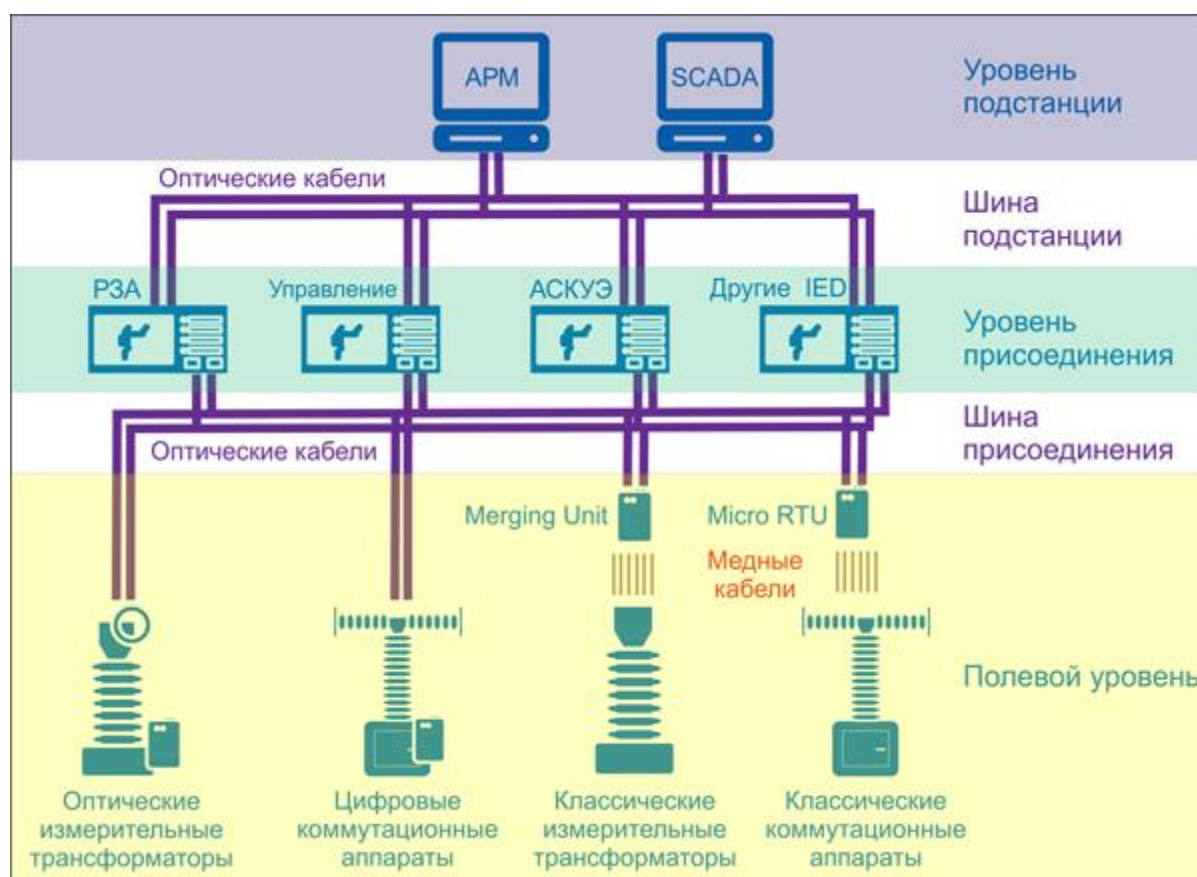 АРМ
SCADA
Уровень
подстанции
Оптические кабели
Шина
подстанции
РЗА
Управление
АСКУЭ
Другие IED
Уровень
присоединения
Оптические кабели
Шина
присоединения
Merging Unit
Micro RTU
Медные
кабели
Полевой уровень
Оптические
измерительные
трансформаторы
Цифровые
коммутационные
аппараты
Классические
измерительные
трансформаторы
Классические
коммутационные
аппараты